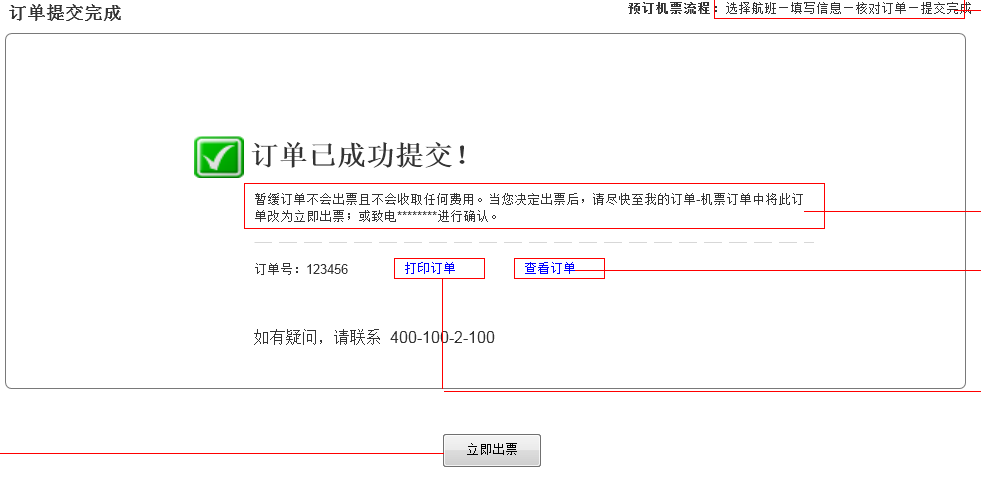 订单提交完成
预订机票流程：选择航班－填写信息－核对订单－提交完成
订单已成功提交！
暂缓订单不会出票且不会收取任何费用。当您决定出票后，请尽快至我的订单-机票订单中将此订
单改为立即出票；或致电********进行确认。
订单号：123456 打印订单 查看订单
如有疑问，请联系 400-100-2-100
立即出票